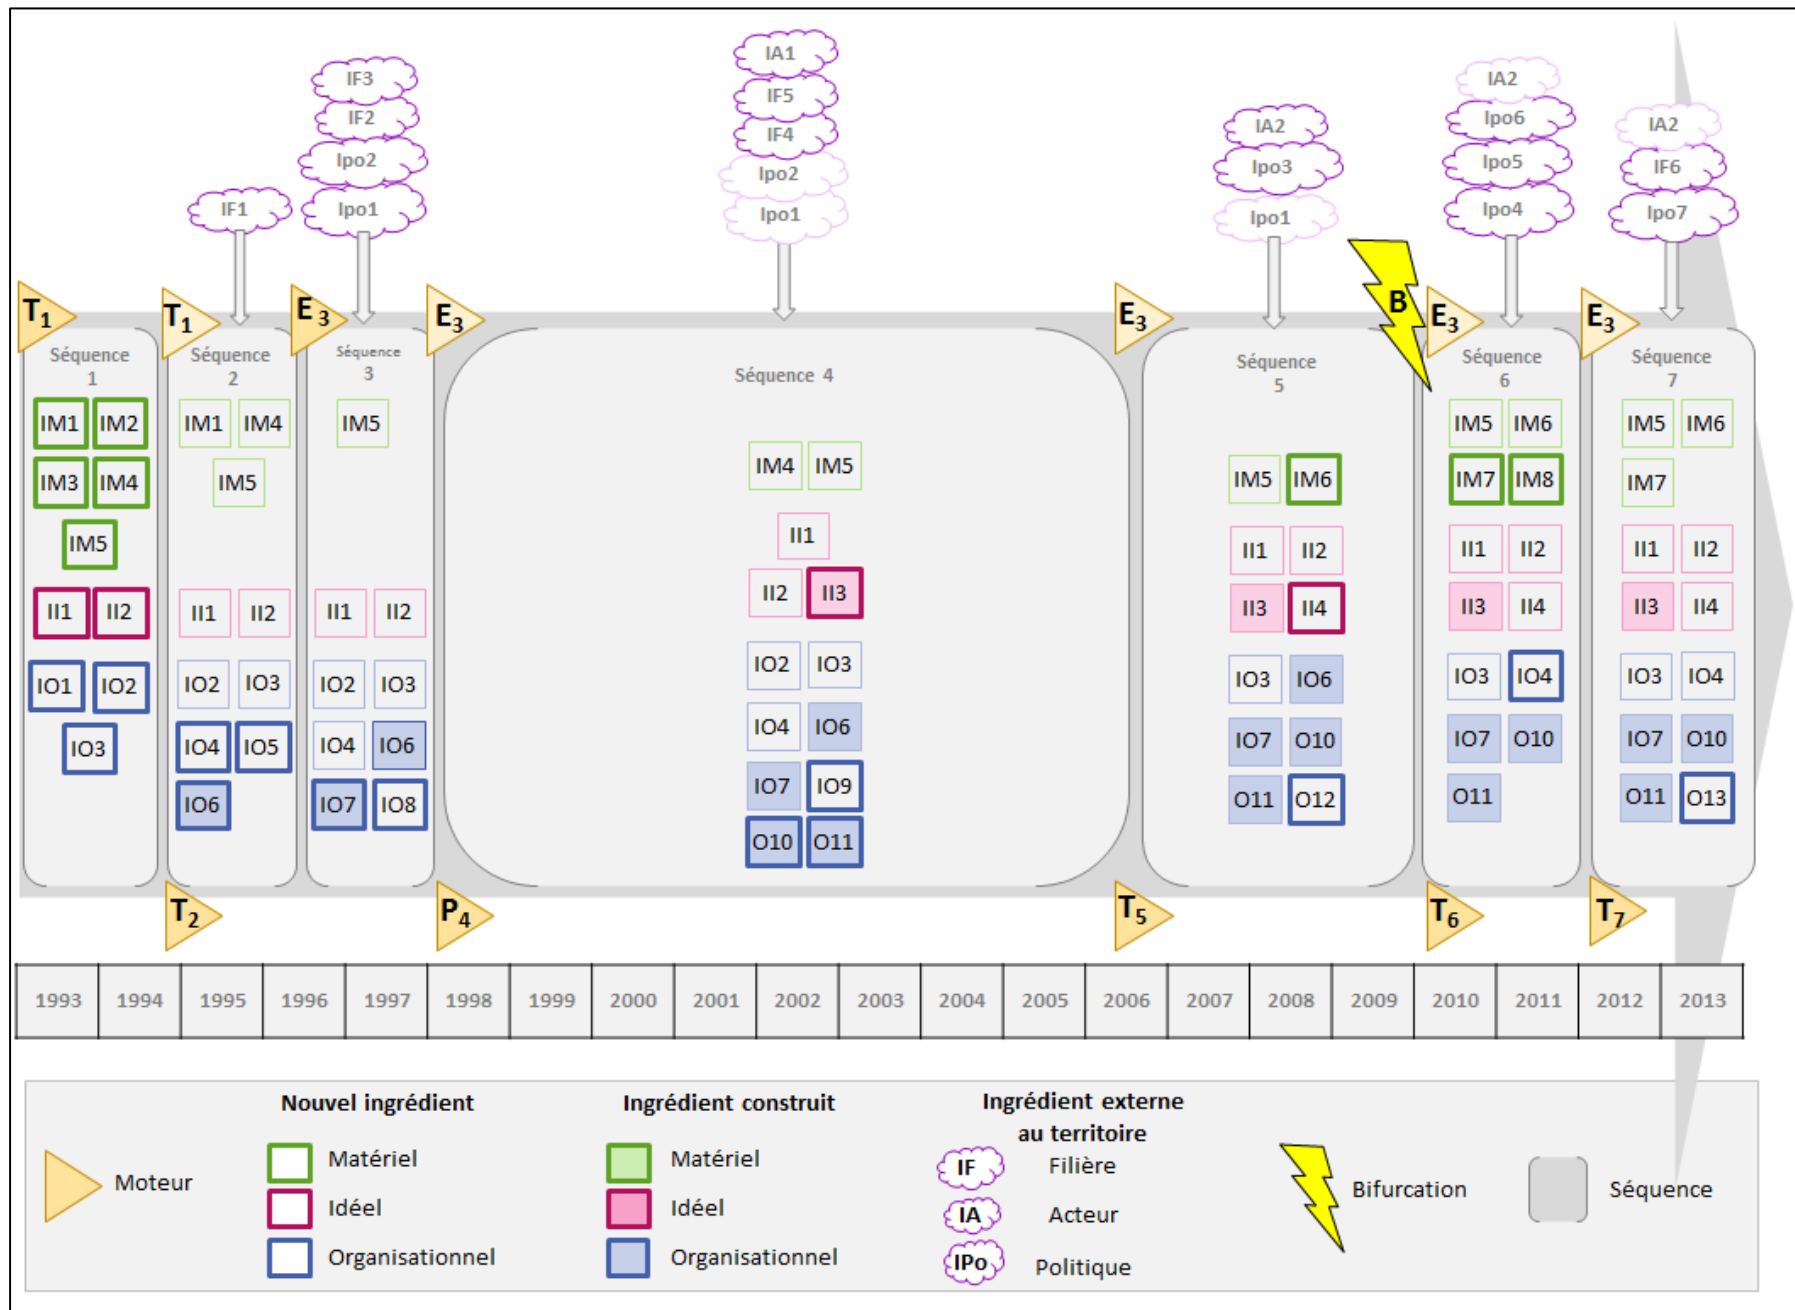 IF1
IF3
IF2
Ipo2
Ipo1
IA1
IF5
IF4
Ipo2
Ipo1
IA2
Ipo3
Ipo1
IA2
Ipo6
Ipo5
Ipo4
IA2
IF6
Ipo7
T1
T1
E3
E3
E3
B
E3
E3
Séquence
1
IM1 IM2
IM3 IM4
IM5
II1 II2
IO1 IO2
IO3
Séquence
2
IM1 IM4
IM5
II1 II2
IO2 IO3
IO4 IO5
IO6
Séquence
3
IM5
II1 II2
IO2 IO3
IO4 IO6
IO7 IO8
Séquence 4
IM4 IM5
II1
II2 II3
IO2 IO3
IO4 IO6
IO7 IO9
O10 O11
Séquence
5
IM5 IM6
II1 II2
II3 II4
IO3 IO6
IO7 O10
O11 O12
Séquence
6
IM5 IM6
IM7 IM8
II1 II2
II3 II4
IO3 IO4
IO7 O10
O11
Séquence
7
IM5 IM6
IM7
II1 II2
II3 II4
IO3 IO4
IO7 O10
O11 O13
T2
P4
T5
T6
T7
1993 1994 1995 1996 1997 1998 1999 2000 2001 2002 2003 2004 2005 2006 2007 2008 2009 2010 2011 2012 2013
Moteur
Nouvel ingrédient
Matériel
Idéel
Organisationnel
Ingrédient construit
Matériel
Idéel
Organisationnel
Ingrédient externe
au territoire
IF Filière
IA Acteur
IPo Politique
Bifurcation
Séquence